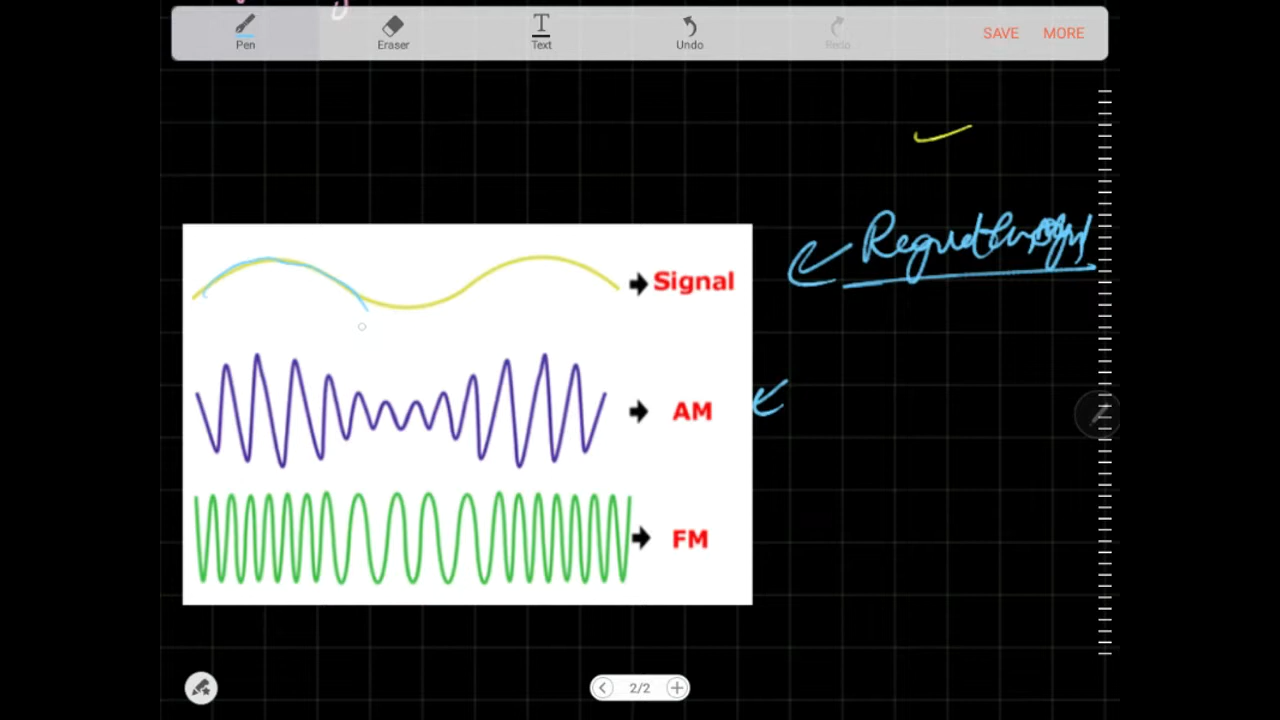 Pen
Eraser
Text
Undo
Redo
SAVE
MORE
Signal
AM
FM
2/2